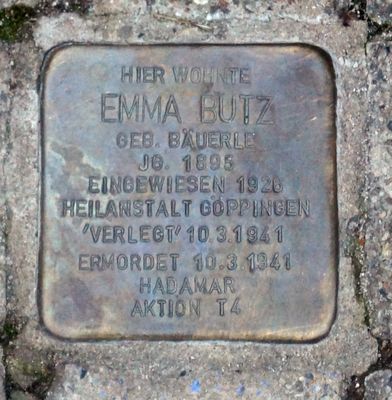 HIER WOHNTE
EMMA BUTZ
GEB. BÄUERLE
JG. 1895
EINGEWIESEN 1926
HEILANSTALT GÖPPINGEN
'VERLEGT' 10.3.1941
ERMORDET 10.3.1941
HADAMAR
AKTION T4